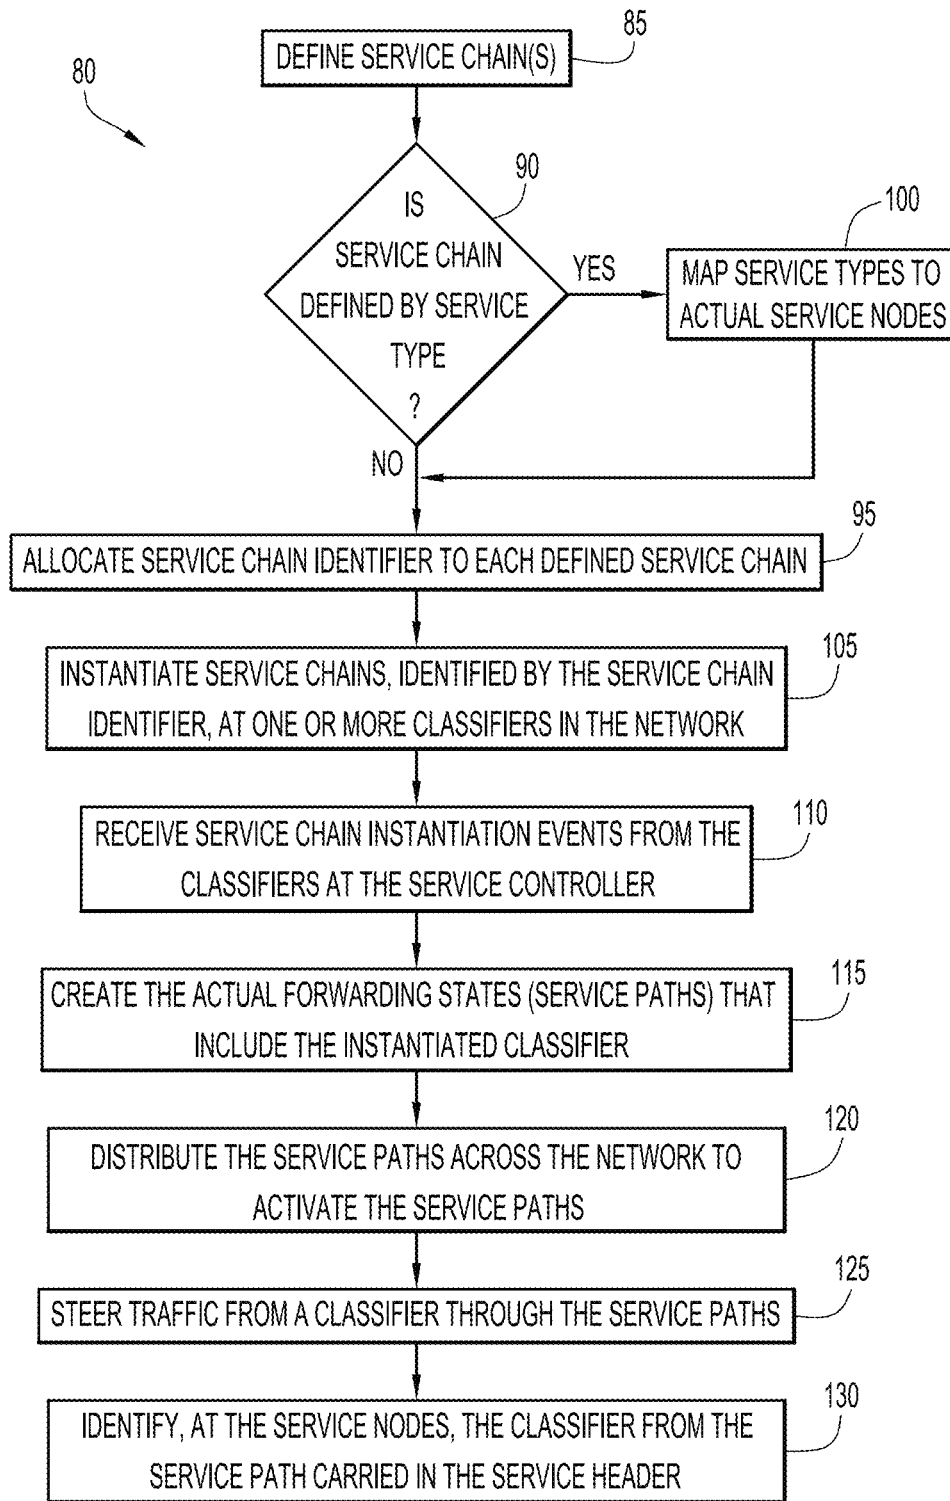 85
DEFINE SERVICE CHAIN(S)
80
90
IS
SERVICE CHAIN
DEFINED BY SERVICE
TYPE
?
YES
100
MAP SERVICE TYPES TO
ACTUAL SERVICE NODES
NO
95
ALLOCATE SERVICE CHAIN IDENTIFIER TO EACH DEFINED SERVICE CHAIN
105
INSTANTIATE SERVICE CHAINS, IDENTIFIED BY THE SERVICE CHAIN
IDENTIFIER, AT ONE OR MORE CLASSIFIERS IN THE NETWORK
110
RECEIVE SERVICE CHAIN INSTANTIATION EVENTS FROM THE
CLASSIFIERS AT THE SERVICE CONTROLLER
115
CREATE THE ACTUAL FORWARDING STATES (SERVICE PATHS) THAT
INCLUDE THE INSTANTIATED CLASSIFIER
120
DISTRIBUTE THE SERVICE PATHS ACROSS THE NETWORK TO
ACTIVATE THE SERVICE PATHS
125
STEER TRAFFIC FROM A CLASSIFIER THROUGH THE SERVICE PATHS
130
IDENTIFY, AT THE SERVICE NODES, THE CLASSIFIER FROM THE
SERVICE PATH CARRIED IN THE SERVICE HEADER